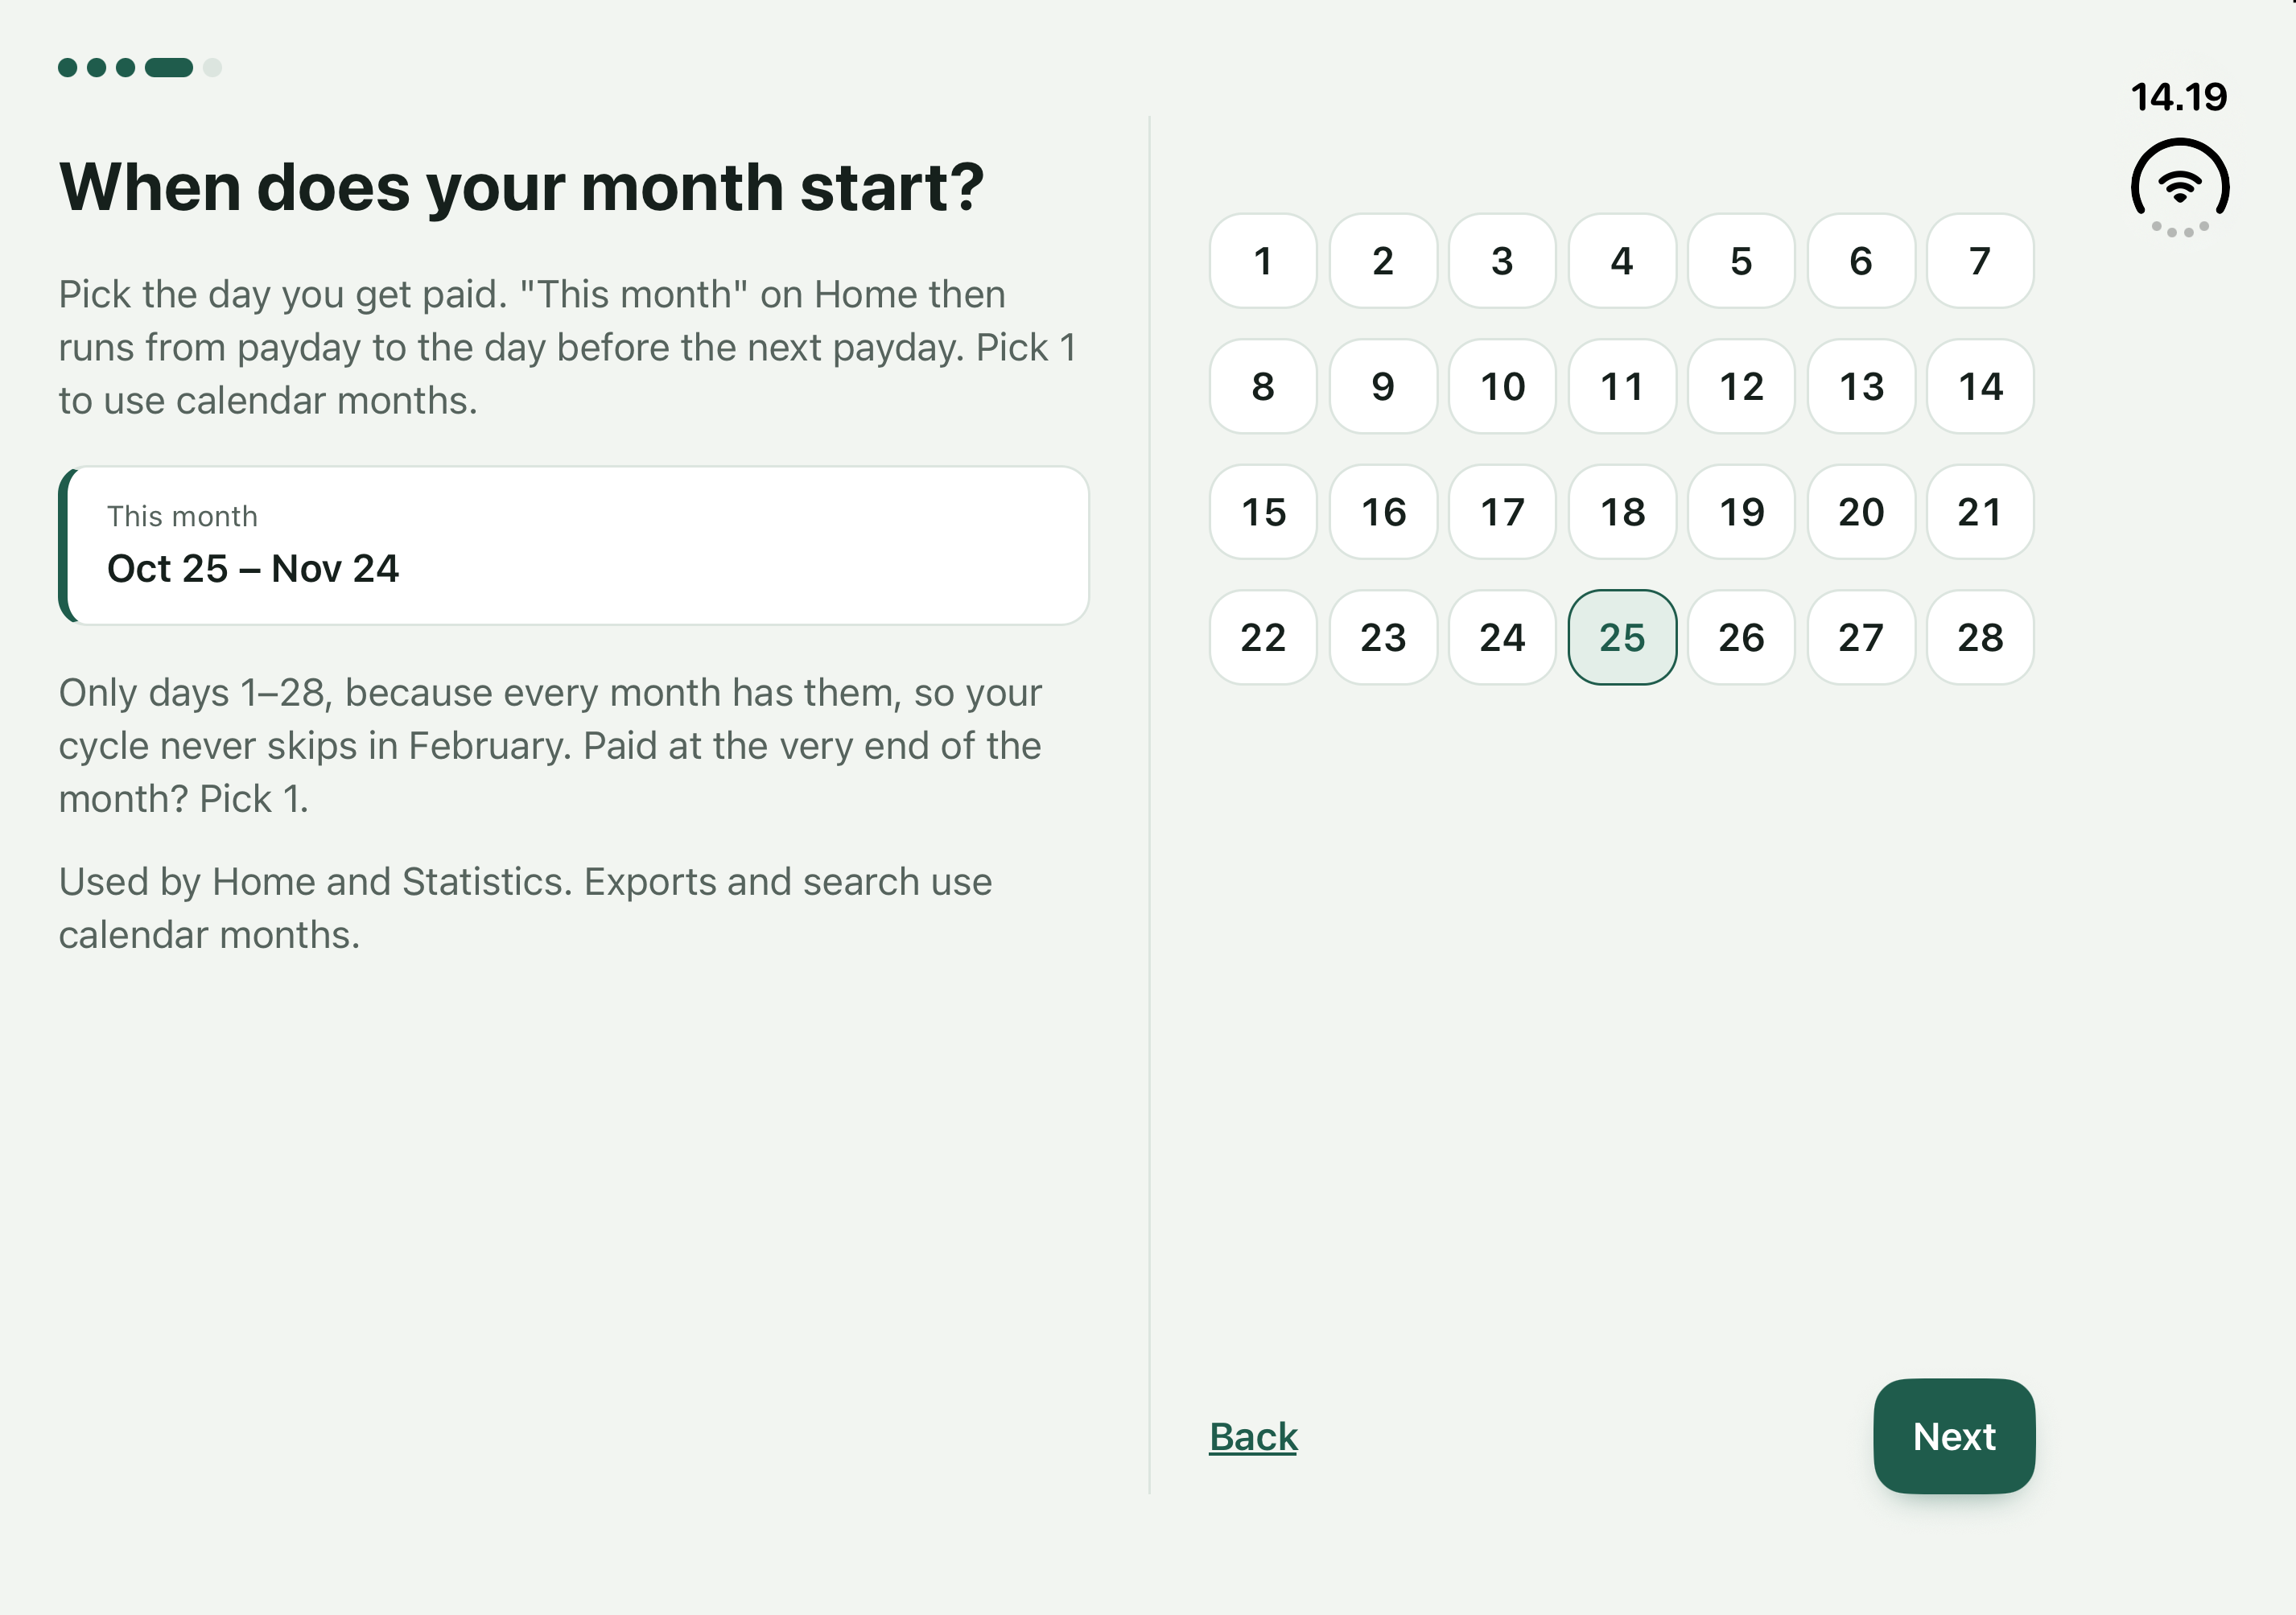 14.19
When does your month start?
Pick the day you get paid. "This month" on Home then
runs from payday to the day before the next payday. Pick 1
to use calendar months.
This month
Oct 25 – Nov 24
Only days 1–28, because every month has them, so your
cycle never skips in February. Paid at the very end of the
month? Pick 1.
Used by Home and Statistics. Exports and search use
calendar months.
1 2 3 4 5 6 7
8 9 10 11 12 13 14
15 16 17 18 19 20 21
22 23 24 25 26 27 28
Back
Next